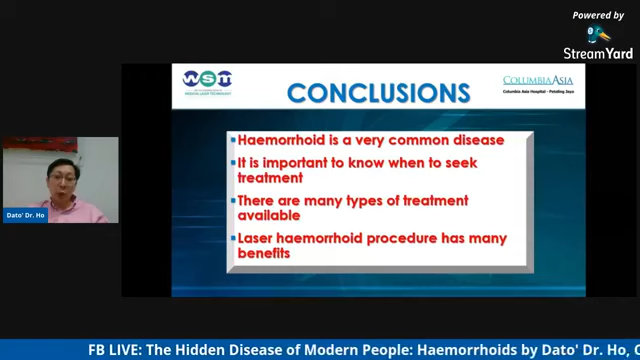 Powered by
StreamYard
wsm
COLUMBIA ASIA
Columbia Asia Hospital - Petaling Jaya
CONCLUSIONS
Haemorrhoid is a very common disease
It is important to know when to seek
treatment
There are many types of treatment
available
Laser haemorrhoid procedure has many
benefits
Dato' Dr. Ho
FB LIVE: The Hidden Disease of Modern People: Haemorrhoids by Dato' Dr. Ho, C